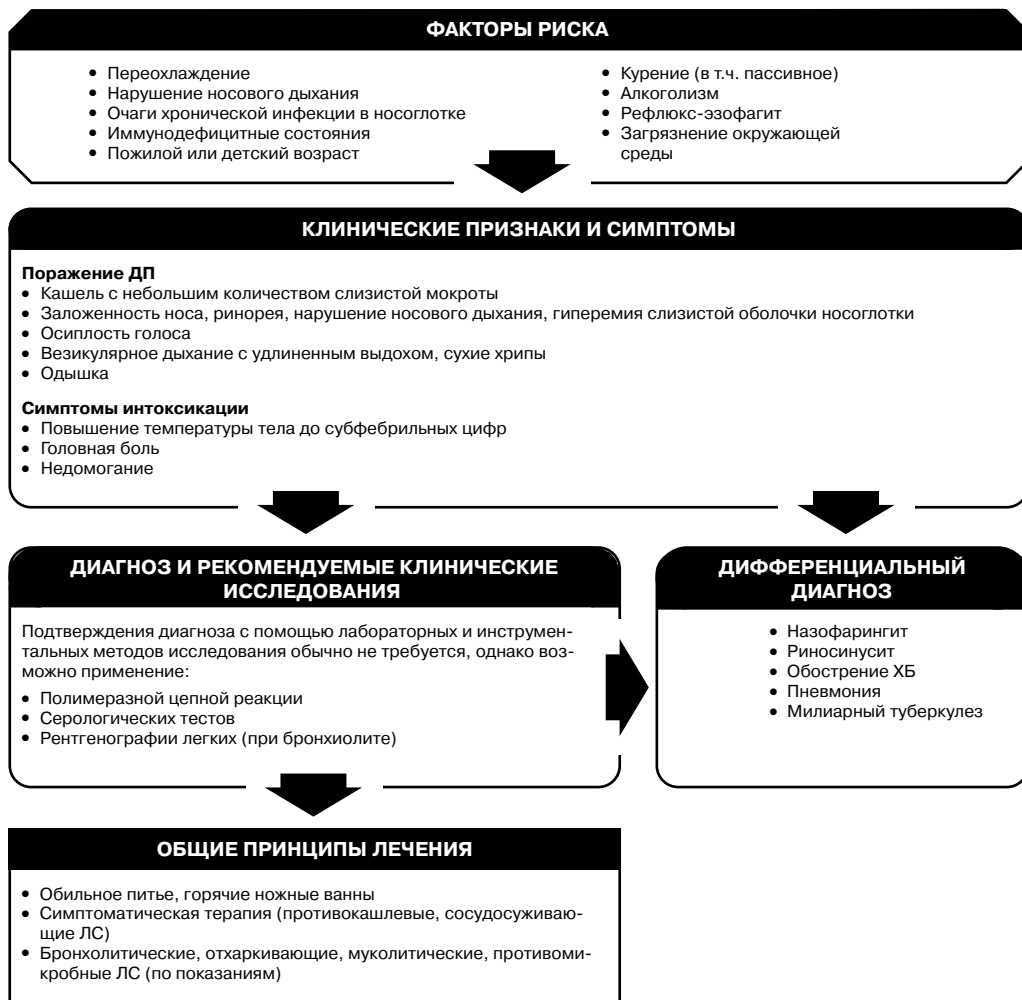 ФАКТОРЫ РИСКА
• Переохлаждение
• Нарушение носового дыхания
• Очаги хронической инфекции в носоглотке
• Иммунодефицитные состояния
• Пожилой или детский возраст
• Курение (в т.ч. пассивное)
• Алкоголизм
• Рефлюкс-эзофагит
• Загрязнение окружающей
среды
КЛИНИЧЕСКИЕ ПРИЗНАКИ И СИМПТОМЫ
Поражение ДП
• Кашель с небольшим количеством слизистой мокроты
• Заложенность носа, ринорея, нарушение носового дыхания, гиперемия слизистой оболочки носоглотки
• Осиплость голоса
• Везикулярное дыхание с удлиненным выдохом, сухие хрипы
• Одышка
Симптомы интоксикации
• Повышение температуры тела до субфебрильных цифр
• Головная боль
• Недомогание
ДИАГНОЗ И РЕКОМЕНДУЕМЫЕ КЛИНИЧЕСКИЕ
ИССЛЕДОВАНИЯ
Подтверждения диагноза с помощью лабораторных и инструмен-
тальных методов исследования обычно не требуется, однако воз-
можно применение:
• Полимеразной цепной реакции
• Серологических тестов
• Рентгенографии легких (при бронхиолите)
ДИФФЕРЕНЦИАЛЬНЫЙ
ДИАГНОЗ
• Назофарингит
• Риносинусит
• Обострение ХБ
• Пневмония
• Милиарный туберкулез
ОБЩИЕ ПРИНЦИПЫ ЛЕЧЕНИЯ
• Обильное питье, горячие ножные ванны
• Симптоматическая терапия (противокашлевые, сосудосуживаю-
щие ЛС)
• Бронхолитические, отхаркивающие, муколитические, противоми-
кробные ЛС (по показаниям)